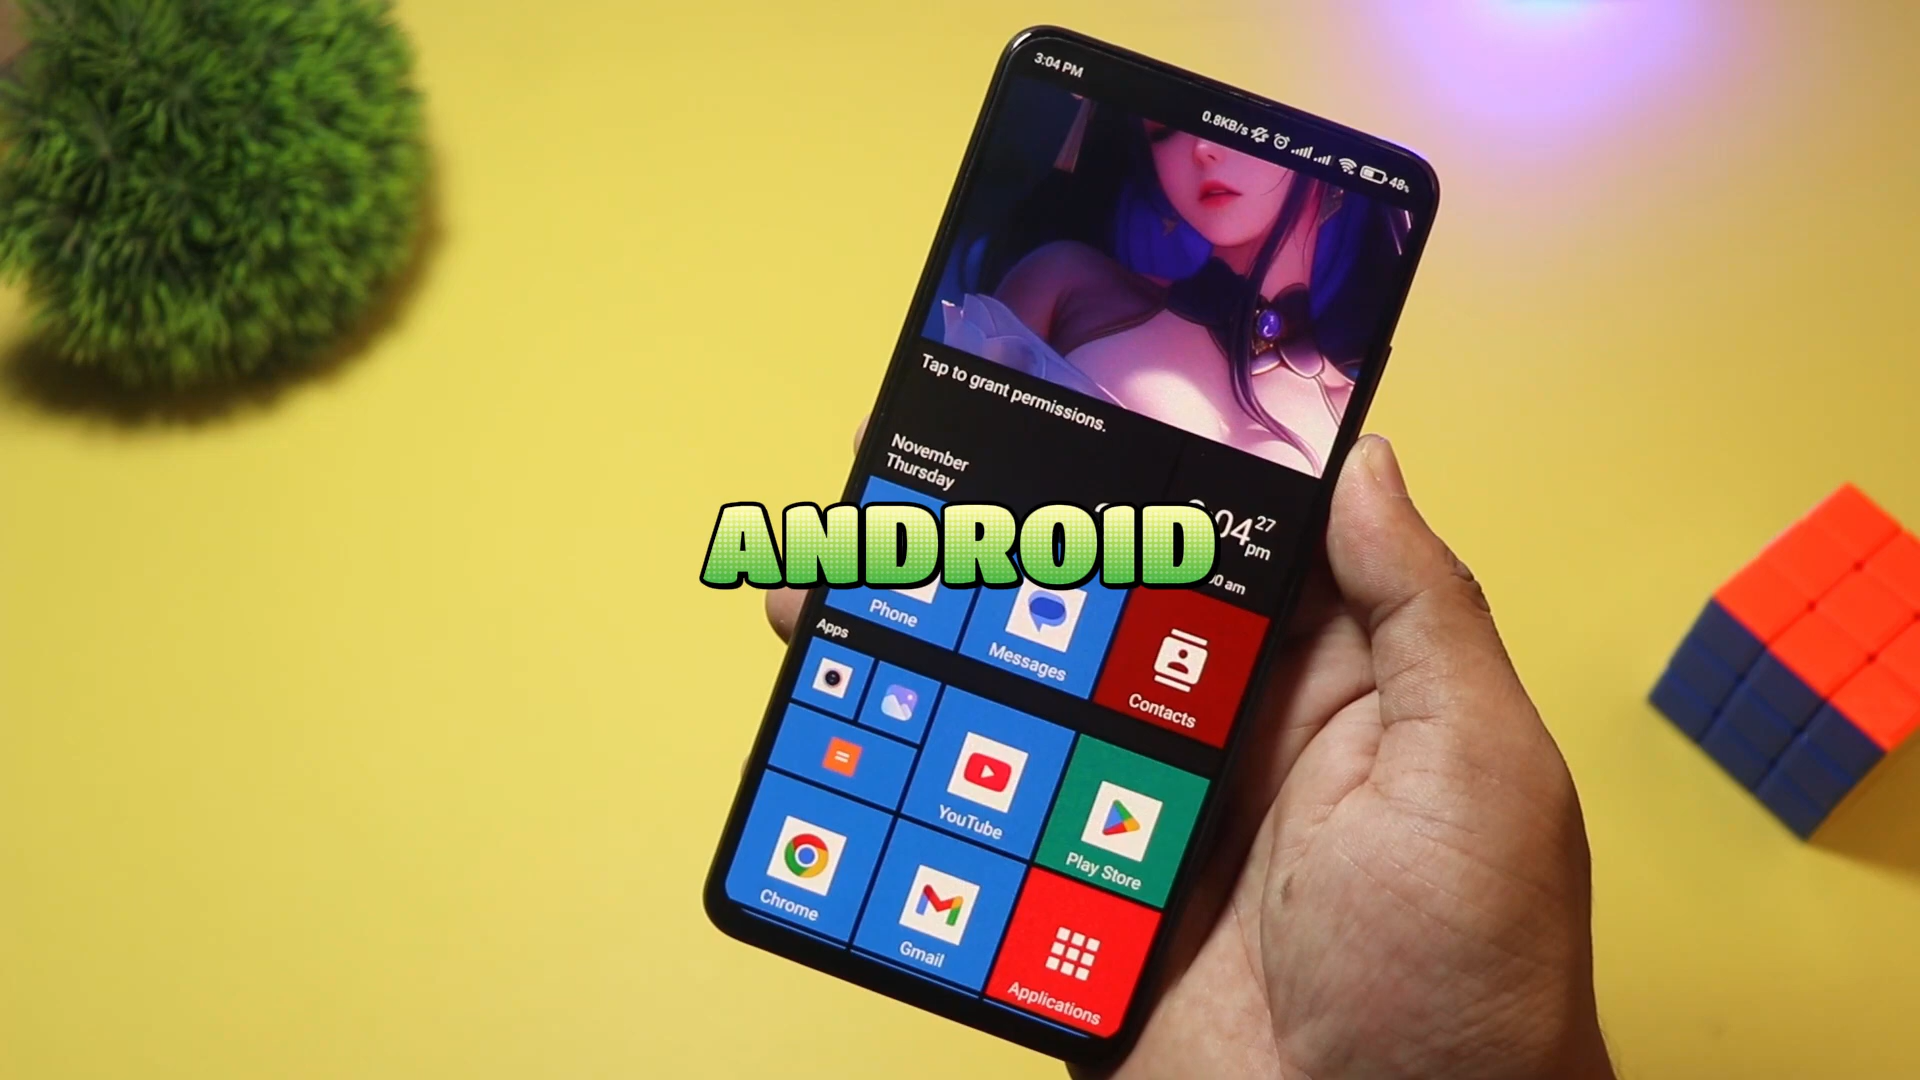 3:04 PM
0.8KB/s 48%
Tap to grant permissions.
November
Thursday
04 27
pm
00 am
ANDROID
Phone
Messages
Contacts
Apps
YouTube
Play Store
Chrome
Gmail
Applications